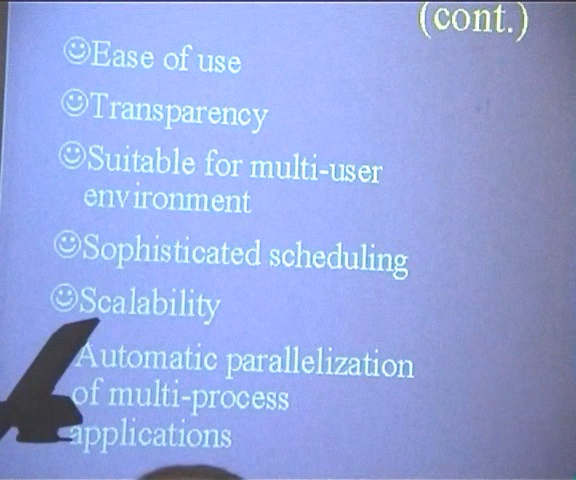 (cont.)
☺Ease of use
☺Transparency
☺Suitable for multi-user
environment
☺Sophisticated scheduling
☺Scalability
Automatic parallelization
of multi-process
applications